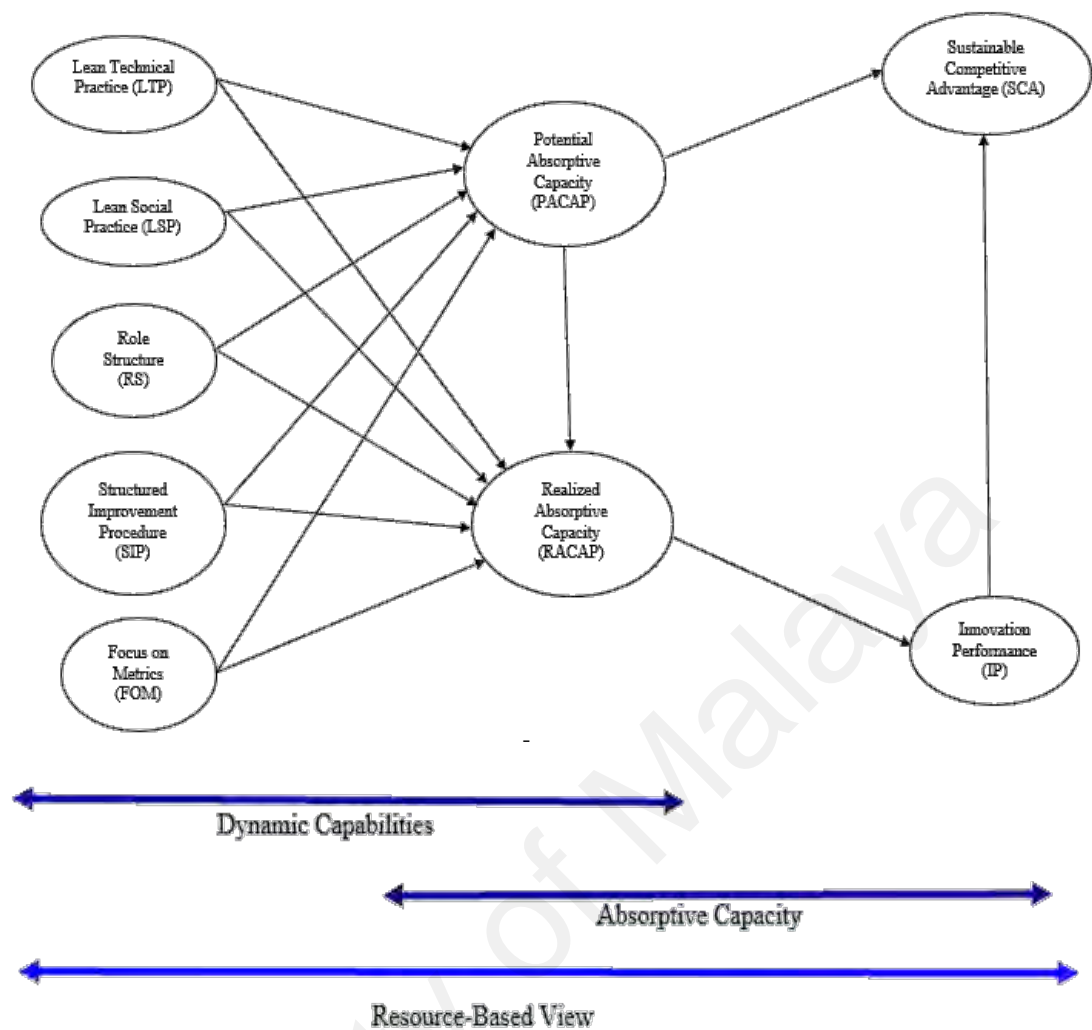 Lean Technical
Practice (LTP)
Lean Social
Practice (LSP)
Role
Structure
(RS)
Structured
Improvement
Procedure
(SIP)
Focus on
Metrics
(FOM)
Potential
Absorptive
Capacity
(PACAP)
Realized
Absorptive
Capacity
(RACAP)
Sustainable
Competitive
Advantage (SCA)
Innovation
Performance
(IP)
Dynamic Capabilities
Absorptive Capacity
Resource-Based View
of Malaya